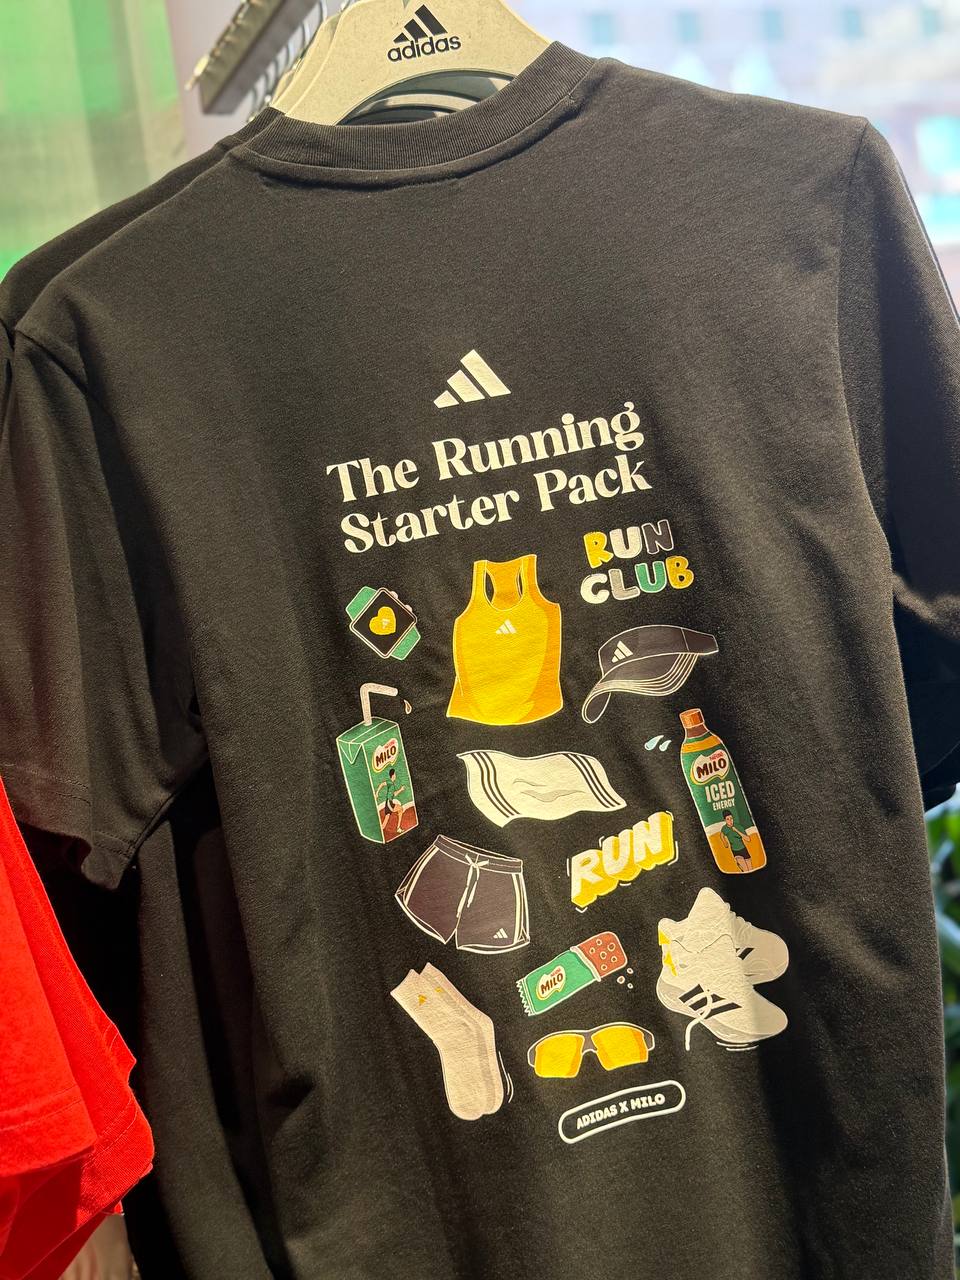 adidas
The Running
Starter Pack
RUN
CLUB
MILO
MILO
ICED
ENERGY
RUN
MILO
ADIDAS X MILO